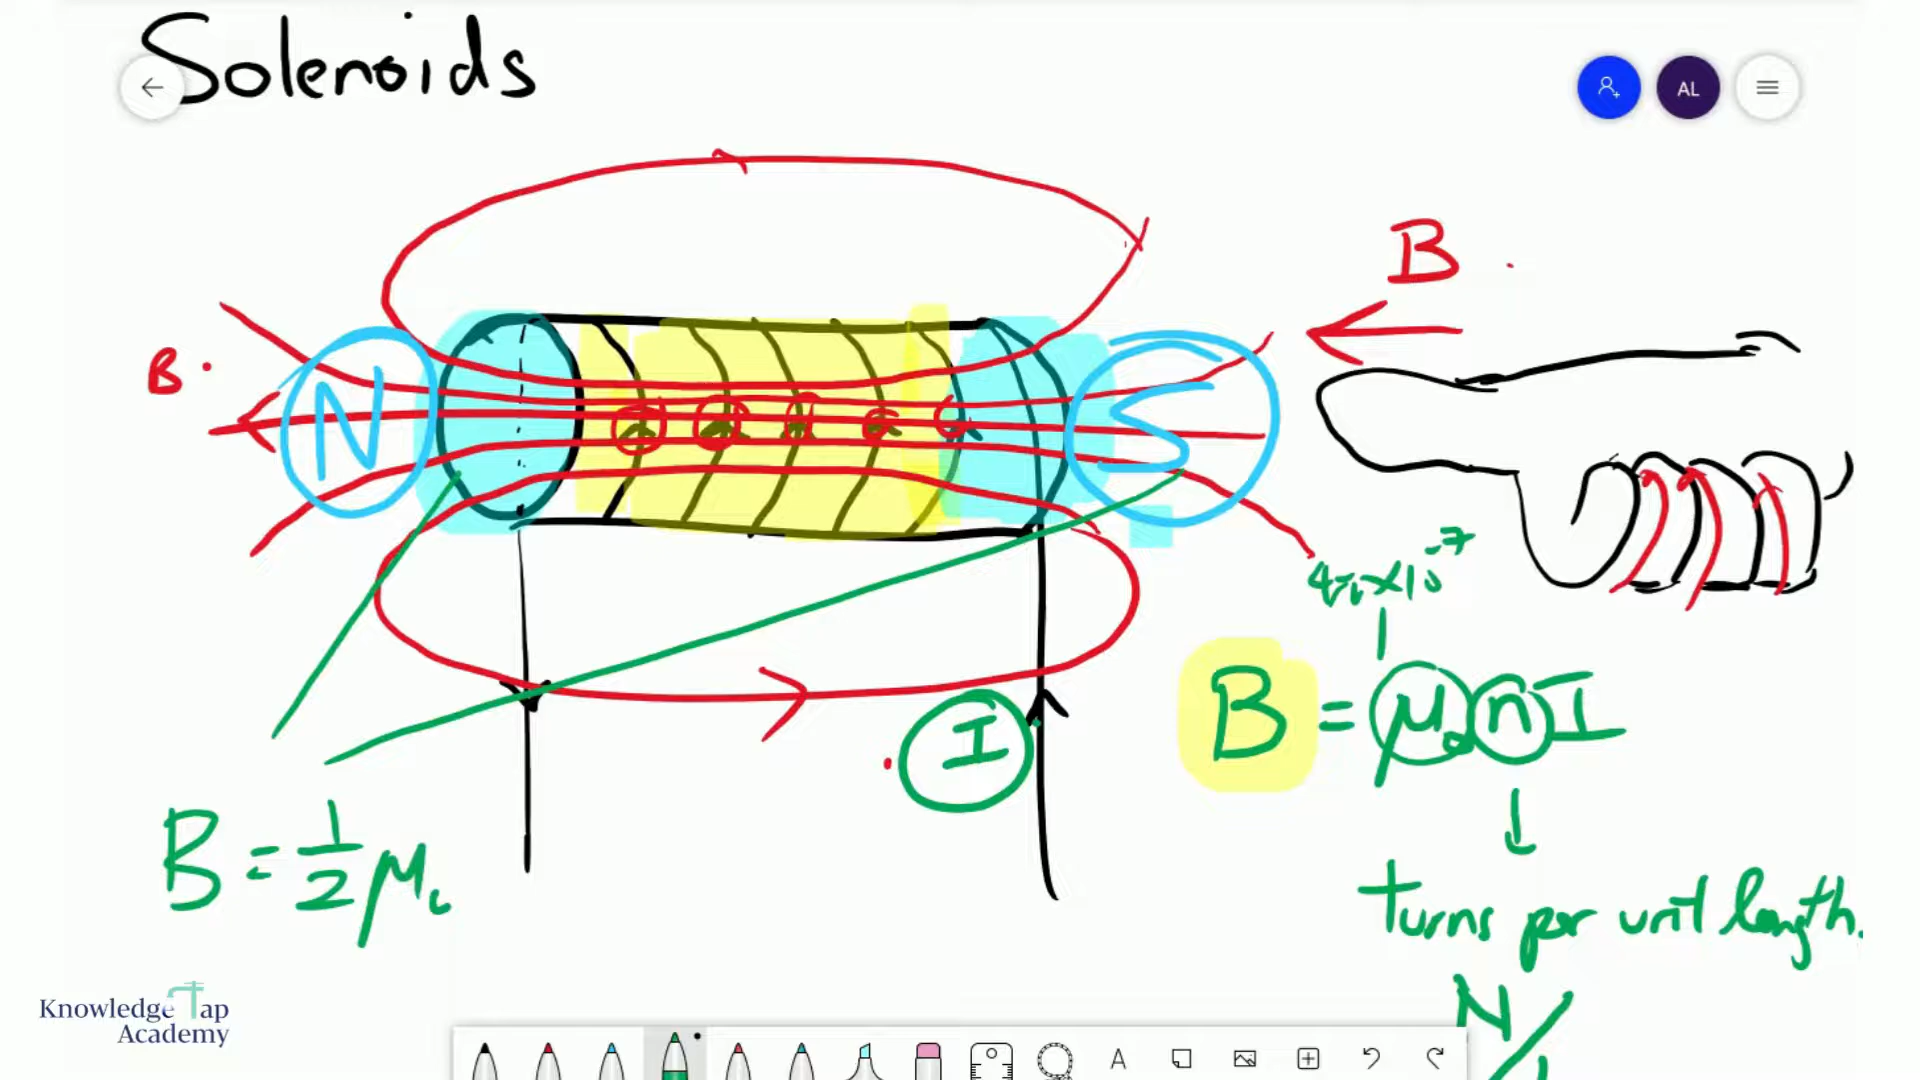 Solenoids
AL
B
B
N
S
4π×10⁻⁷
B = μ₀nI
I
B = ½μ₀
turns per unit length.
N/
Knowledge Tap
Academy
A